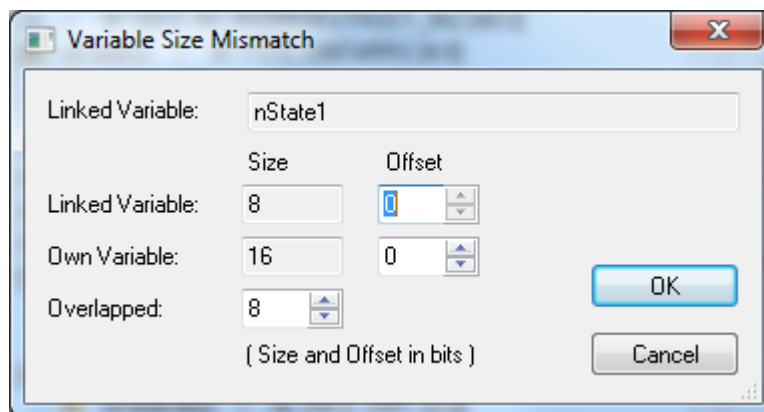 Variable Size Mismatch
Linked Variable: nState1
Size Offset
Linked Variable: 8 0
Own Variable: 16 0
Overlapped: 8
( Size and Offset in bits )
OK
Cancel